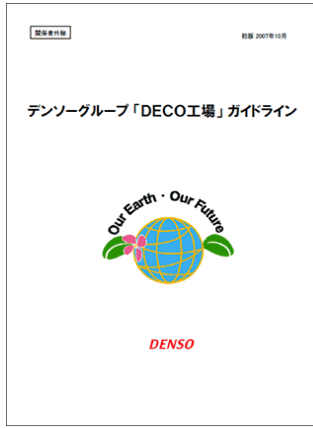 関係者外秘
初版 2007年10月
デンソーグループ「DECO工場」ガイドライン
Our Earth・Our Future
DENSO